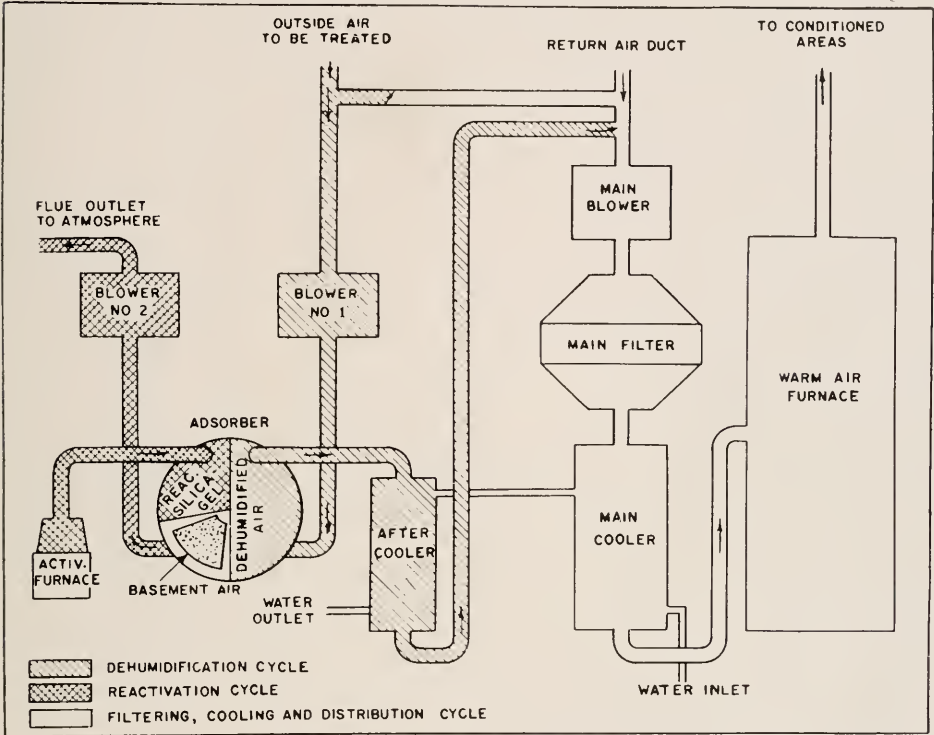 OUTSIDE AIR
TO BE TREATED
RETURN AIR DUCT
TO CONDITIONED
AREAS
FLUE OUTLET
TO ATMOSPHERE
MAIN
BLOWER
BLOWER
NO 2
BLOWER
NO 1
MAIN FILTER
WARM AIR
FURNACE
ADSORBER
REACT.
SILICA
GEL
DEHUMIDIFIED
AIR
ACTIV.
FURNACE
BASEMENT AIR
AFTER
COOLER
MAIN
COOLER
WATER
OUTLET
WATER INLET
DEHUMIDIFICATION CYCLE
REACTIVATION CYCLE
FILTERING, COOLING AND DISTRIBUTION CYCLE